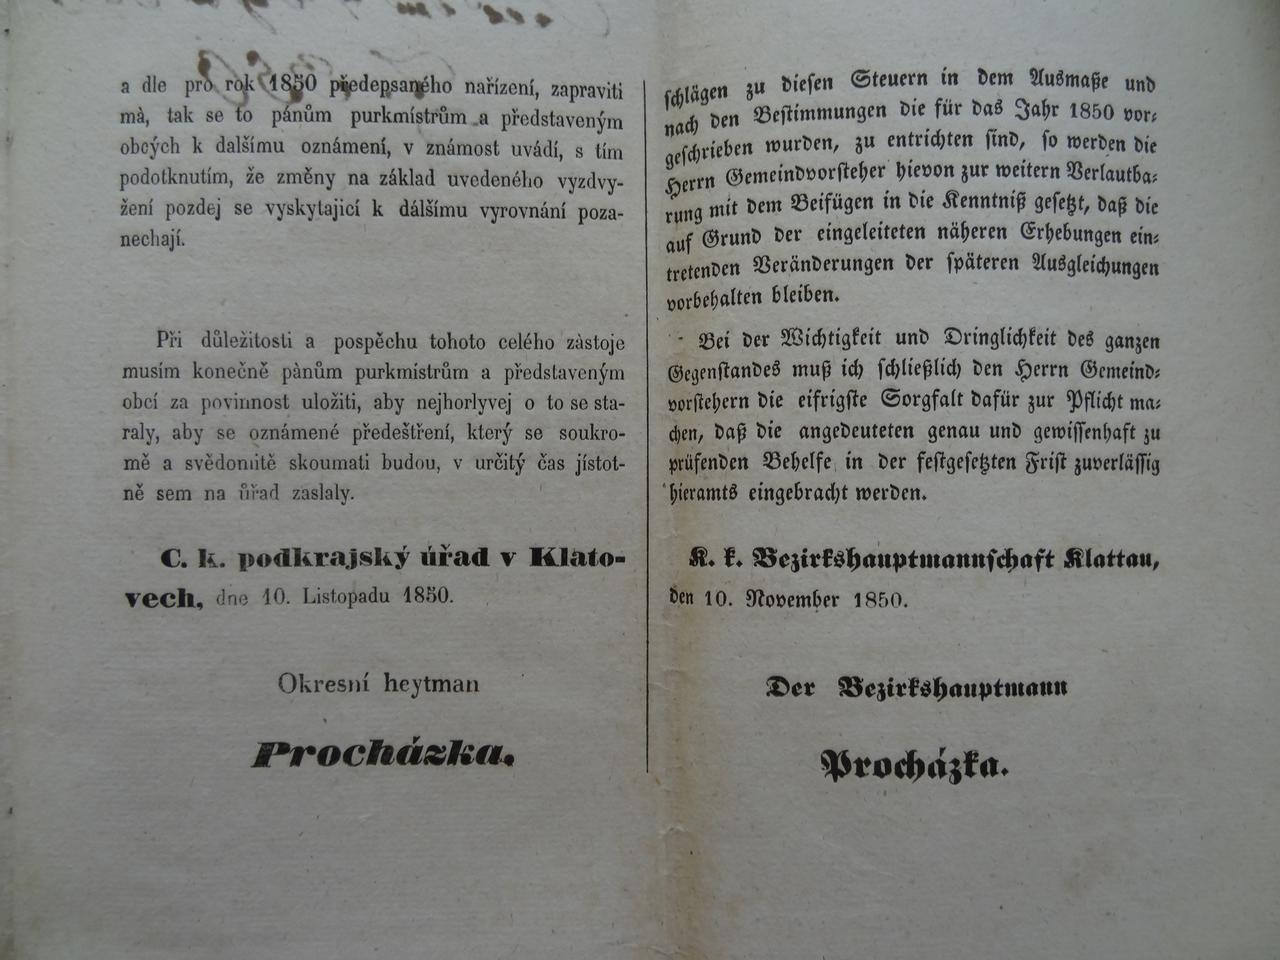 a dle pro rok 1850 předepsaného nařízení, zapraviti
mà, tak se to pánům purkmistrům a představeným
obcých k dalšímu oznámení, v známost uvádí, s tím
podotknutím, že změny na základ uvedeného vyzdvy-
žení pozdej se vyskytajicí k dálšímu vyrovnání poza-
nechají.
Při důležitosti a pospěchu tohoto celého zàstoje
musím konečně pànům purkmistrům a představeným
obcí za povinnost uložiti, aby nejhorlyvej o to se sta-
raly, aby se oznámené předeštření, který se soukro-
mě a svědomitě skoumati budou, v určitý čas jístot-
ně sem na úřad zaslaly.
C. k. podkrajský úřad v Klato-
vech, dne 10. Listopadu 1850.
Okresní heytman
Procházka.
schlägen zu diesen Steuern in dem Ausmaße und
nach den Bestimmungen die für das Jahr 1850 vor-
geschrieben wurden, zu entrichten sind, so werden die
Herrn Gemeindvorsteher hievon zur weitern Verlautba-
rung mit dem Beifügen in die Kenntniß gesetzt, daß die
auf Grund der eingeleiteten näheren Erhebungen ein-
tretenden Veränderungen der späteren Ausgleichungen
vorbehalten bleiben.
Bei der Wichtigkeit und Dringlichkeit des ganzen
Gegenstandes muß ich schließlich den Herrn Gemeind-
vorstehern die eifrigste Sorgfalt dafür zur Pflicht ma-
chen, daß die angedeuteten genau und gewissenhaft zu
prüfenden Behelfe in der festgesetzten Frist zuverlässig
hieramts eingebracht werden.
K. k. Bezirkshauptmannschaft Klattau,
den 10. November 1850.
Der Bezirkshauptmann
Procházka.